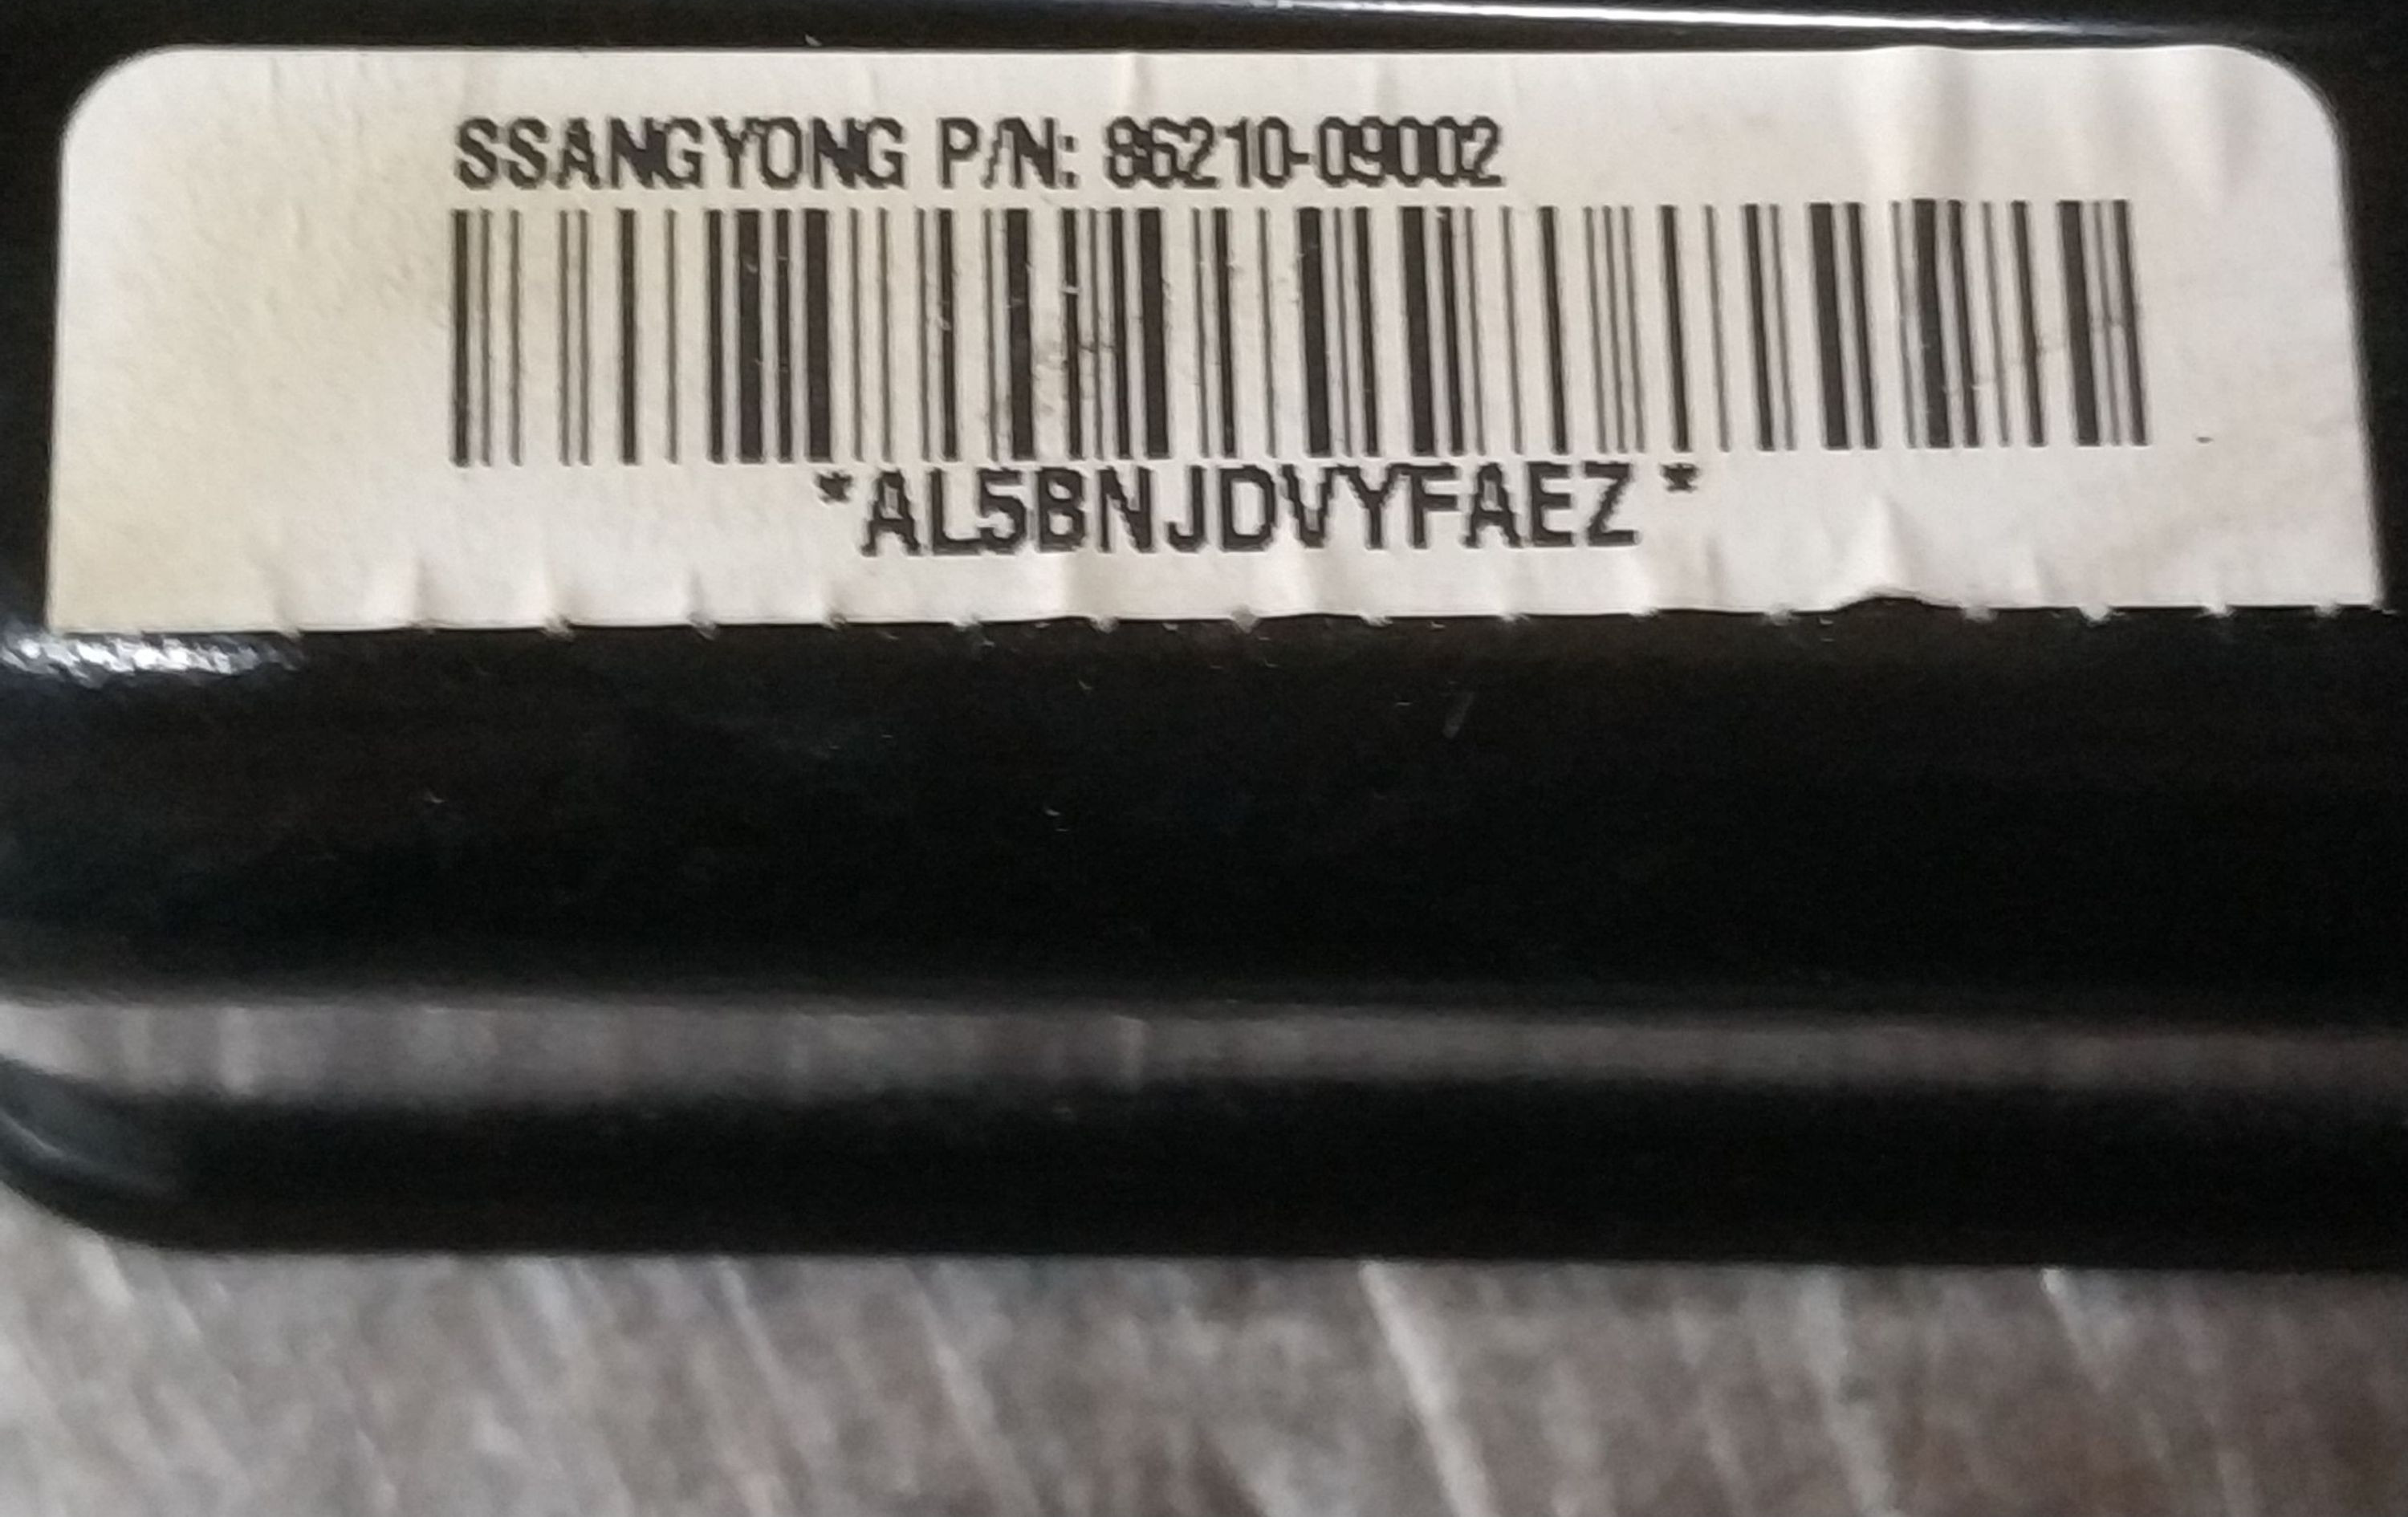 SSANGYONG P/N: 86210-09002
*AL5BNJDVYFAEZ*